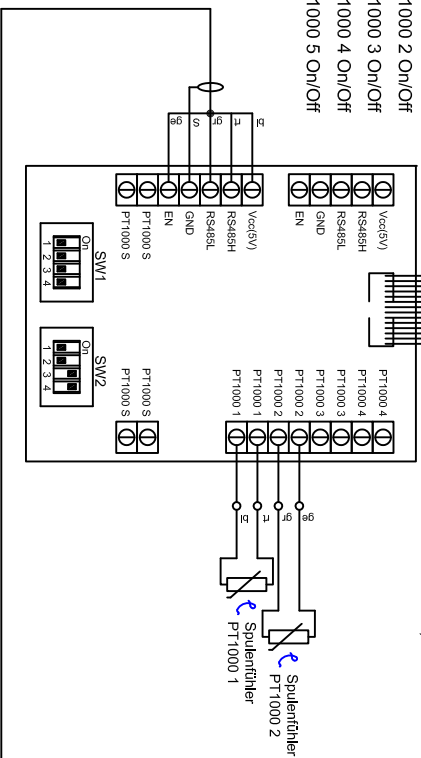 1000 2 On/Off
1000 3 On/Off
1000 4 On/Off
1000 5 On/Off
Vcc(5V)
RS485H
RS485L
GND
EN
Vcc(5V)
RS485H
RS485L
GND
EN
PT1000 S
PT1000 S
bl
rt
gr
S
ge
SW1
On
1 2 3 4
SW2
On
1 2 3 4
PT1000 4
PT1000 4
PT1000 3
PT1000 3
PT1000 2
PT1000 2
PT1000 1
PT1000 1
PT1000 S
PT1000 S
ge
gr
rt
bl
Spulenfühler
PT1000 1
Spulenfühler
PT1000 2